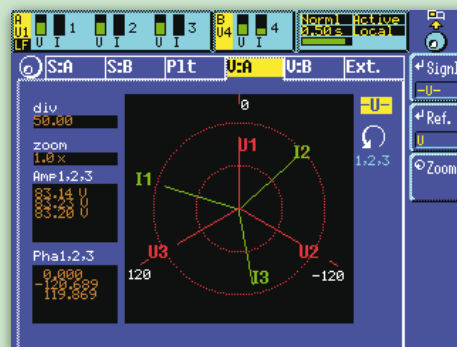 A U1 LF 1 2 3 B U4 4 Norml Active
U I U I U I U I 0.50 s Local
S:A S:B Plt V:A V:B Ext.
Signl
-U-
Ref.
U
Zoom
div
50.00
zoom
1.0 x
Amp1,2,3
83.14 V
83.23 V
83.20 V
Pha1,2,3
0.000
-120.689
119.869
0
U1
I2
I1
U3
U2
I3
120
-120
-U-
1,2,3